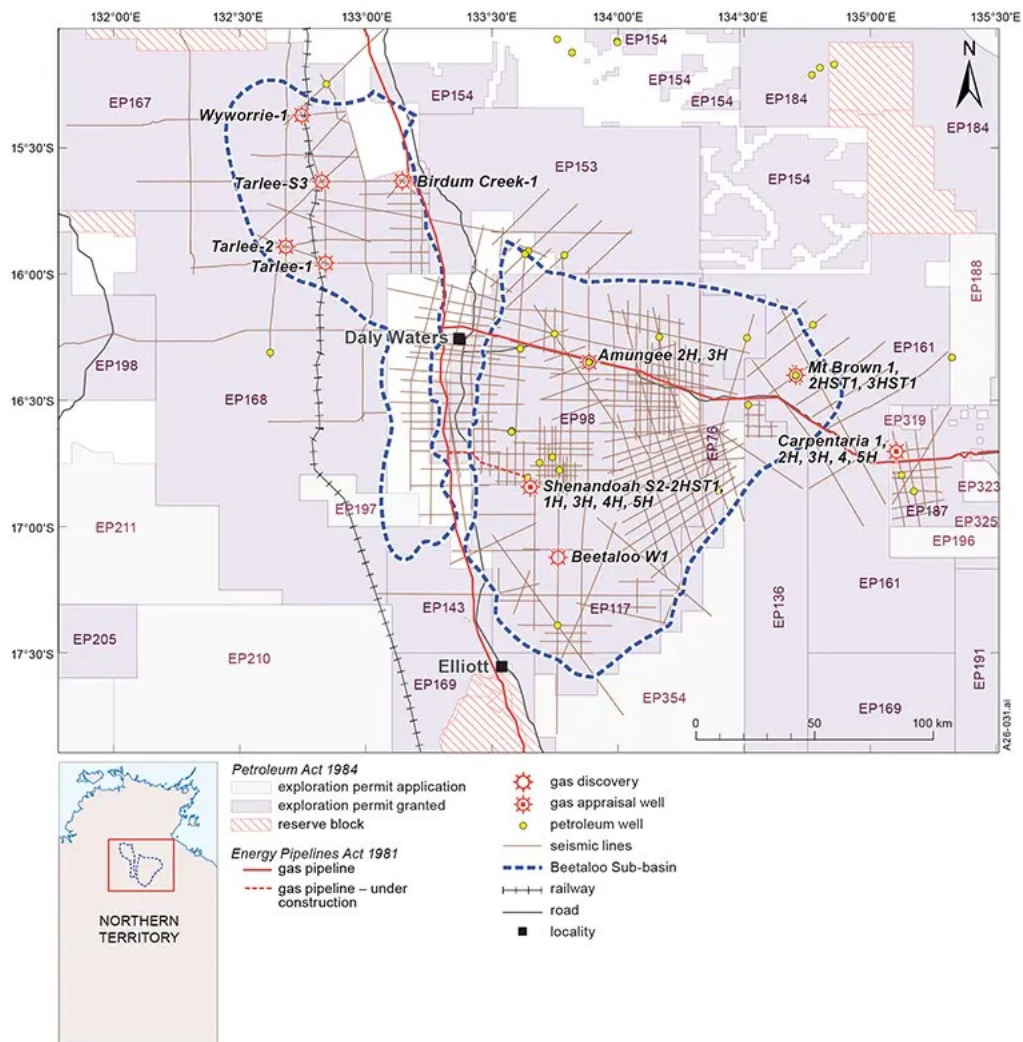 132°00'E 132°30'E 133°00'E 133°30'E 134°00'E 134°30'E 135°00'E 135°30'E
EP154
N
EP154
EP167
EP154
EP154
EP184
Wyworrie-1
EP184
15°30'S
EP153
Tarlee-S3
Birdum Creek-1
EP154
Tarlee-2
Tarlee-1
16°00'S
EP188
Daly Waters
Amungee 2H, 3H
EP161
EP198
Mt Brown 1,
2HST1, 3HST1
EP168
16°30'S
EP98
EP76
EP319
Carpentaria 1,
2H, 3H, 4, 5H
Shenandoah S2-2HST1,
1H, 3H, 4H, 5H
EP323
EP197
EP187
EP211
17°00'S
EP325
EP196
Beetaloo W1
EP161
EP143
EP117
EP136
EP205
17°30'S
EP210
Elliott
EP169
EP191
EP354
EP169
0 50 100 km
A26-031.ai
Petroleum Act 1984
exploration permit application
exploration permit granted
reserve block
Energy Pipelines Act 1981
gas pipeline
gas pipeline – under
construction
gas discovery
gas appraisal well
petroleum well
seismic lines
Beetaloo Sub-basin
railway
road
locality
NORTHERN
TERRITORY